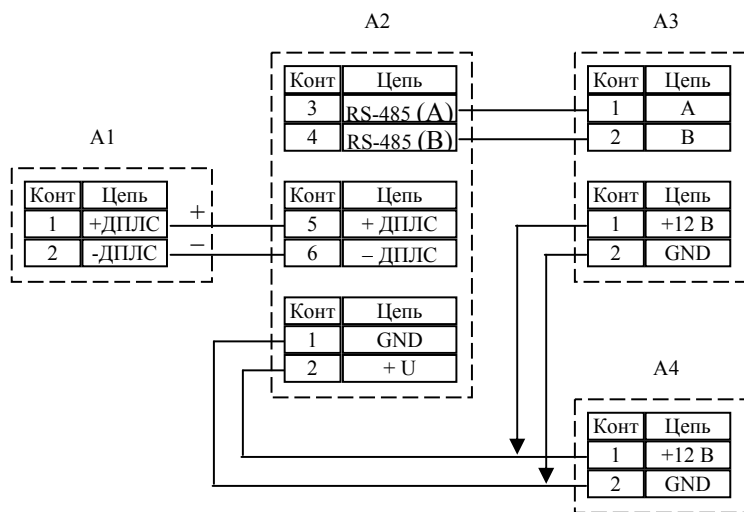 A2
A3
Конт Цепь
3 RS-485 (A)
4 RS-485 (B)
Конт Цепь
1 A
2 B
A1
Конт Цепь
1 +ДПЛС
2 -ДПЛС
+
–
Конт Цепь
5 + ДПЛС
6 – ДПЛС
Конт Цепь
1 +12 В
2 GND
Конт Цепь
1 GND
2 + U
A4
Конт Цепь
1 +12 В
2 GND